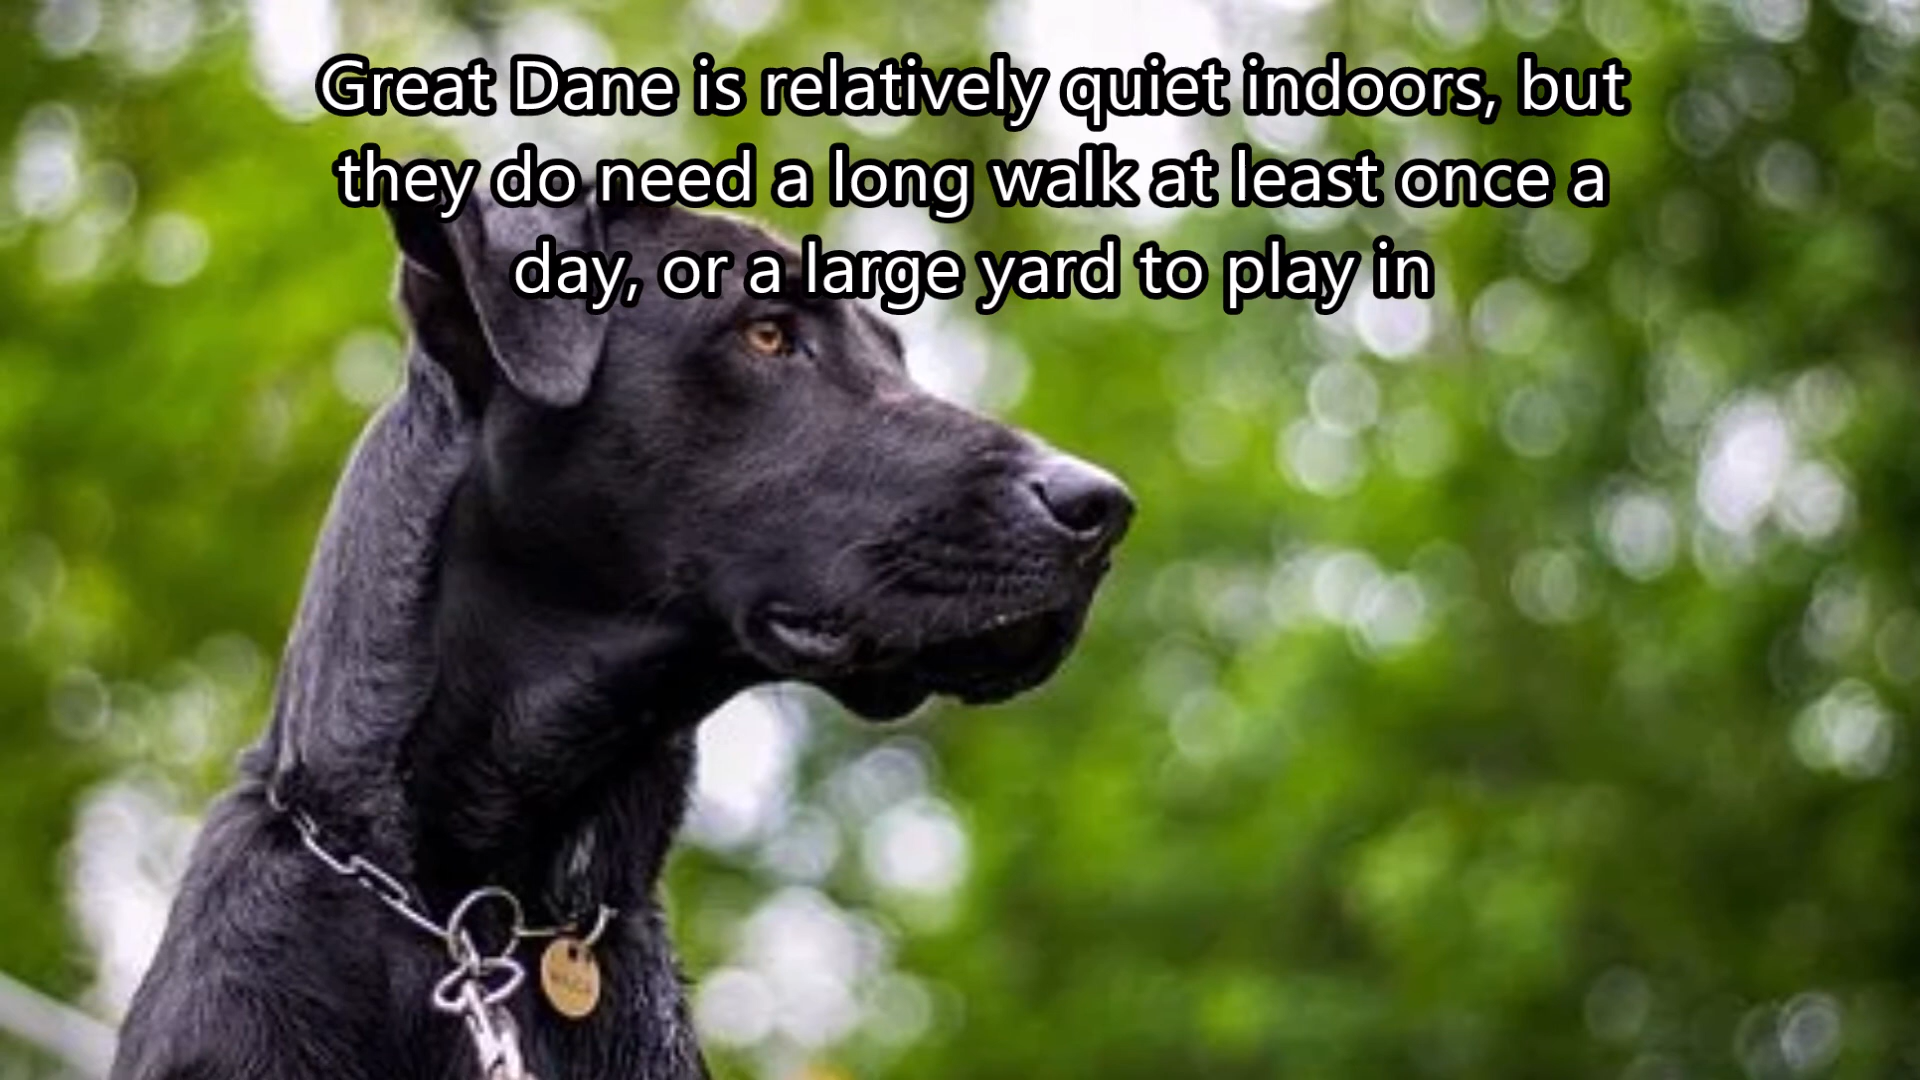 Great Dane is relatively quiet indoors, but
they do need a long walk at least once a
day, or a large yard to play in